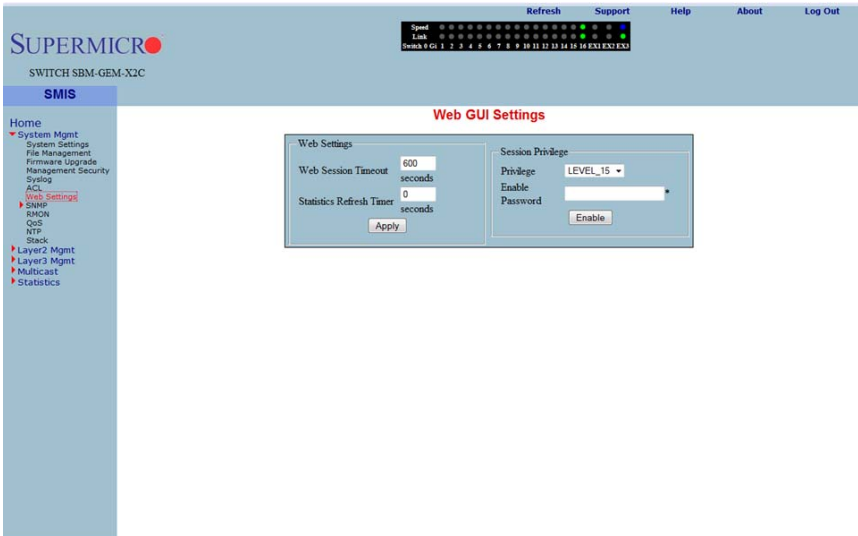 Refresh Support Help About Log Out
SUPERMICRO
SWITCH SBM-GEM-X2C
Speed
Link
Switch 0 Gi 1 2 3 4 5 6 7 8 9 10 11 12 13 14 15 16 EX1 EX2 EX3
SMIS
Home
System Mgmt
System Settings
File Management
Firmware Upgrade
Management Security
Syslog
ACL
Web Settings
SNMP
RMON
QoS
NTP
Stack
Layer2 Mgmt
Layer3 Mgmt
Multicast
Statistics
Web GUI Settings
Web Settings
Web Session Timeout 600
seconds
Statistics Refresh Timer 0
seconds
Apply
Session Privilege
Privilege LEVEL_15
Enable
Password *
Enable